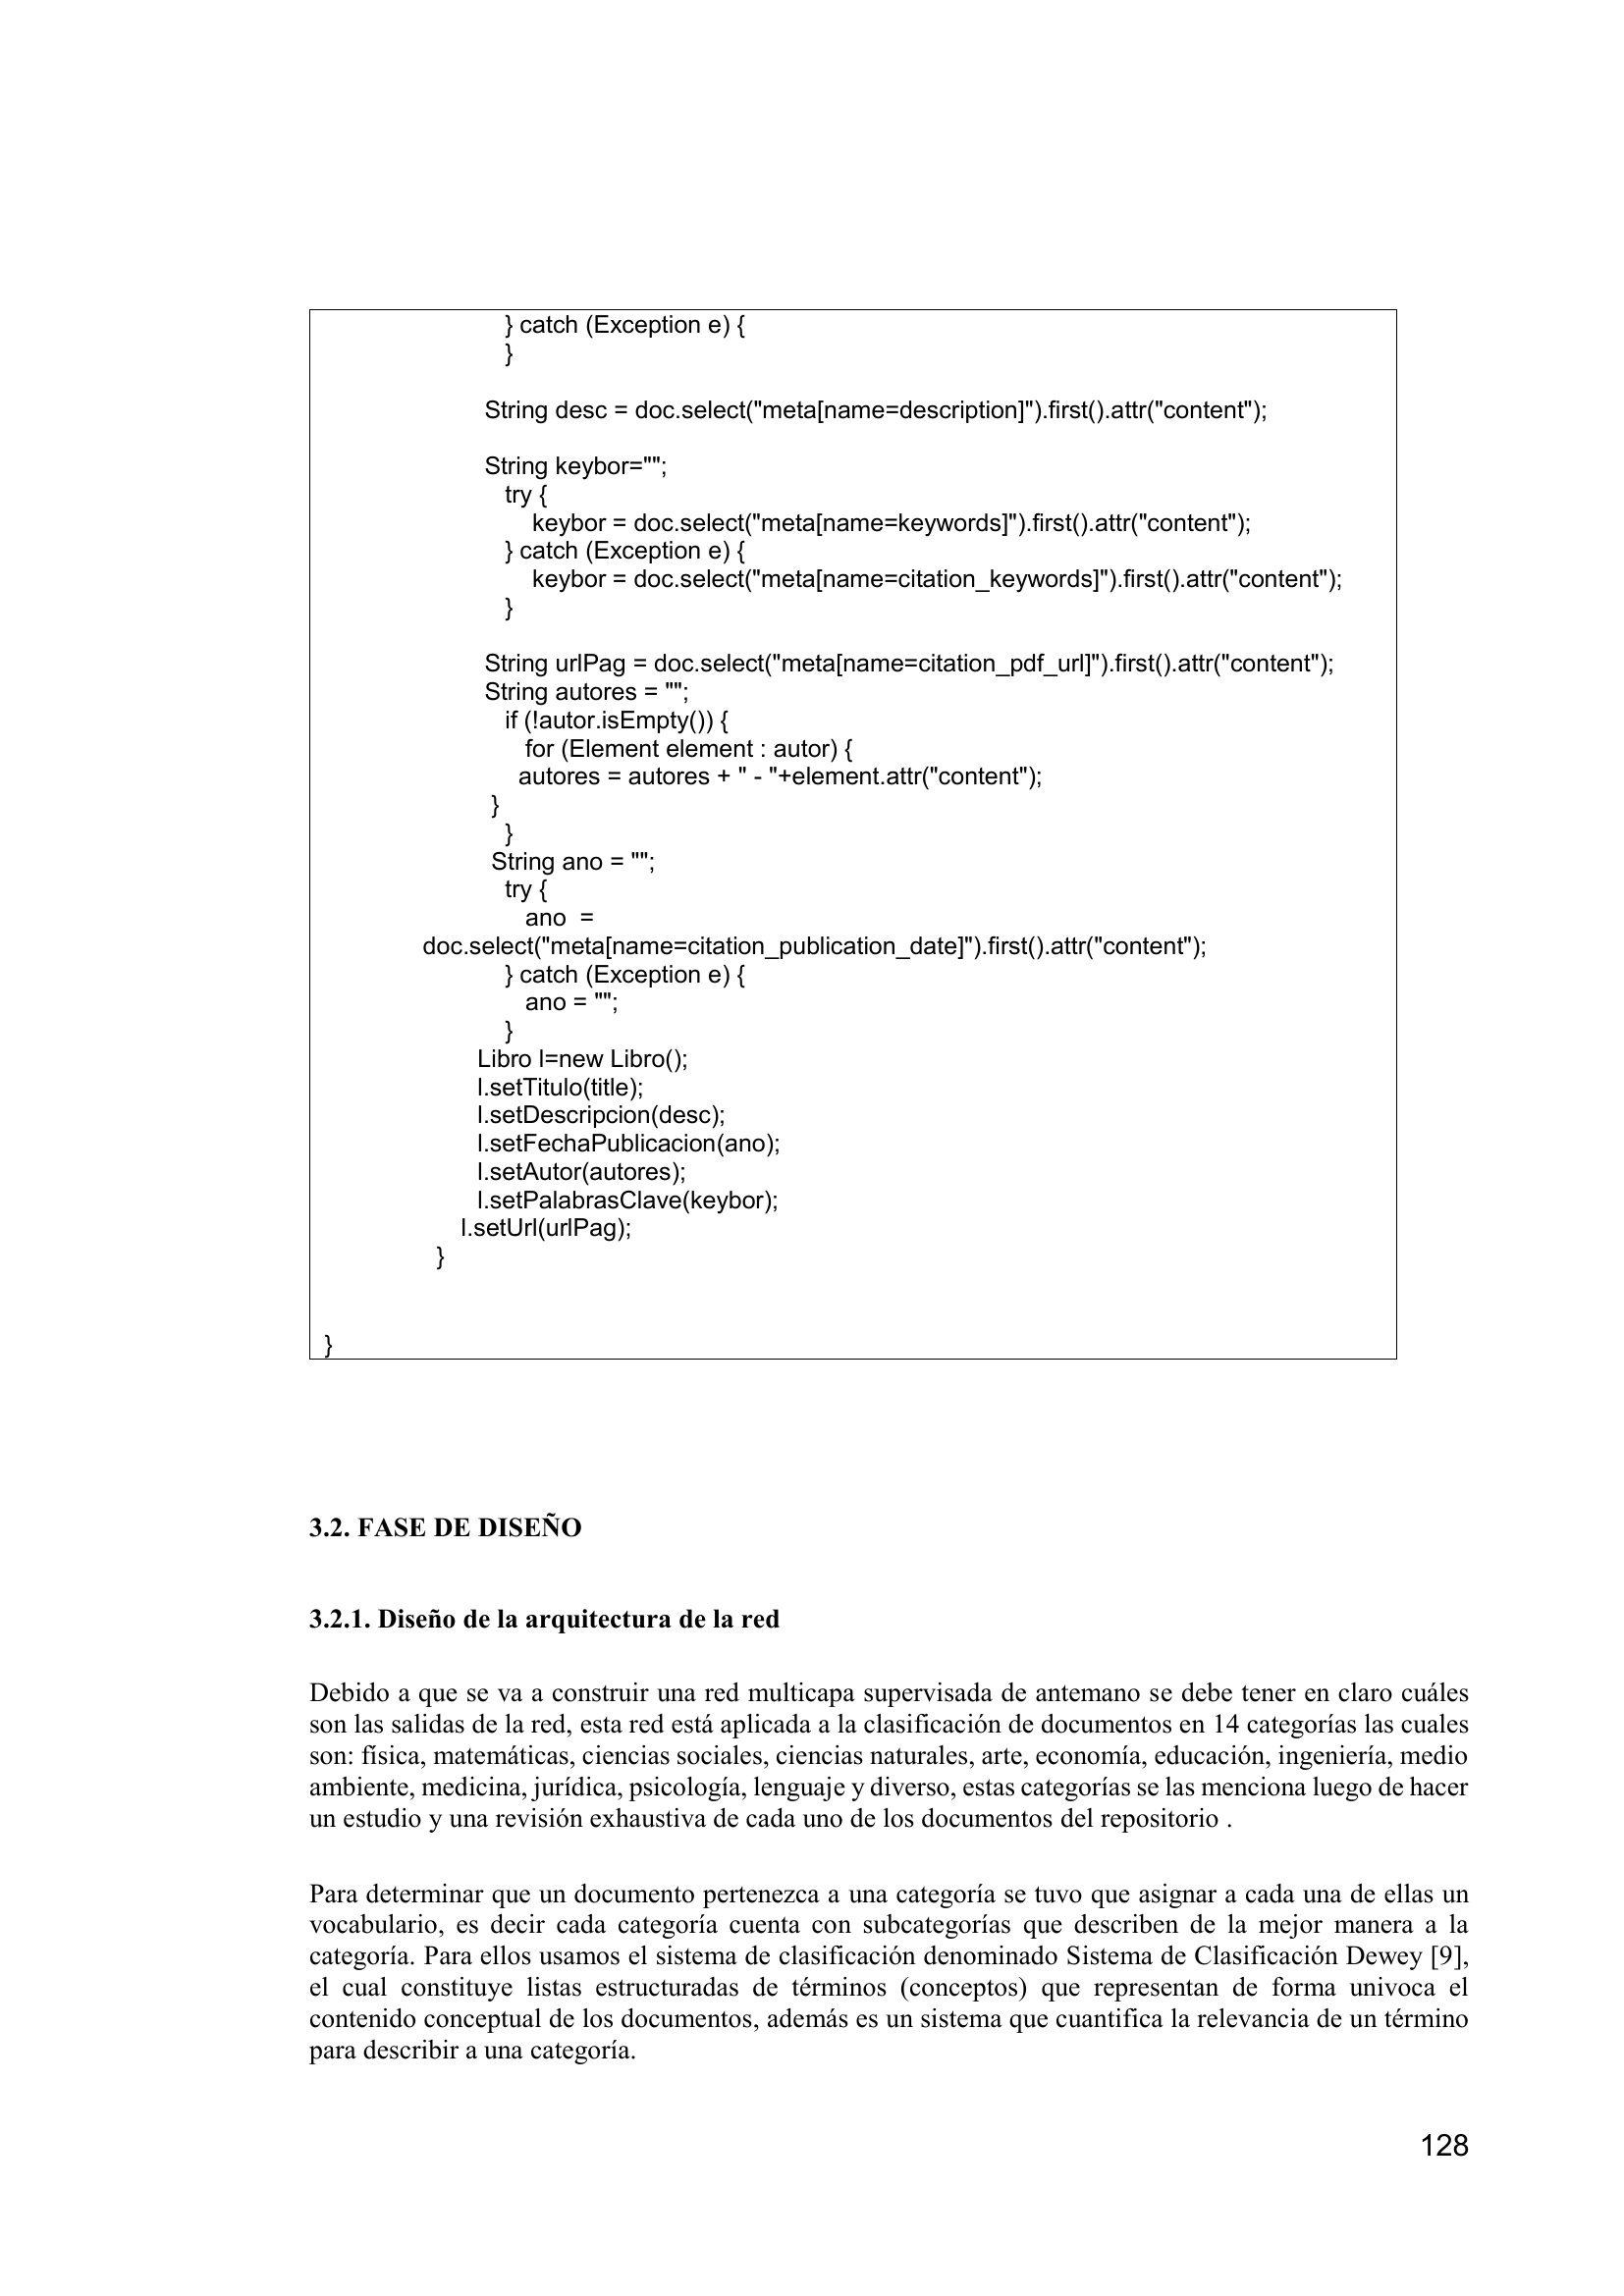 } catch (Exception e) {
}
String desc = doc.select("meta[name=description]").first().attr("content");
String keybor="";
try {
keybor = doc.select("meta[name=keywords]").first().attr("content");
} catch (Exception e) {
keybor = doc.select("meta[name=citation_keywords]").first().attr("content");
}
String urlPag = doc.select("meta[name=citation_pdf_url]").first().attr("content");
String autores = "";
if (!autor.isEmpty()) {
for (Element element : autor) {
autores = autores + " - "+element.attr("content");
}
}
String ano = "";
try {
ano  =
doc.select("meta[name=citation_publication_date]").first().attr("content");
} catch (Exception e) {
ano = "";
}
Libro l=new Libro();
l.setTitulo(title);
l.setDescripcion(desc);
l.setFechaPublicacion(ano);
l.setAutor(autores);
l.setPalabrasClave(keybor);
l.setUrl(urlPag);
}
}
3.2. FASE DE DISEÑO
3.2.1. Diseño de la arquitectura de la red
Debido a que se va a construir una red multicapa supervisada de antemano se debe tener en claro cuáles
son las salidas de la red, esta red está aplicada a la clasificación de documentos en 14 categorías las cuales
son: física, matemáticas, ciencias sociales, ciencias naturales, arte, economía, educación, ingeniería, medio
ambiente, medicina, jurídica, psicología, lenguaje y diverso, estas categorías se las menciona luego de hacer
un estudio y una revisión exhaustiva de cada uno de los documentos del repositorio .
Para determinar que un documento pertenezca a una categoría se tuvo que asignar a cada una de ellas un
vocabulario, es decir cada categoría cuenta con subcategorías que describen de la mejor manera a la
categoría. Para ellos usamos el sistema de clasificación denominado Sistema de Clasificación Dewey [9],
el cual constituye listas estructuradas de términos (conceptos) que representan de forma univoca el
contenido conceptual de los documentos, además es un sistema que cuantifica la relevancia de un término
para describir a una categoría.
128